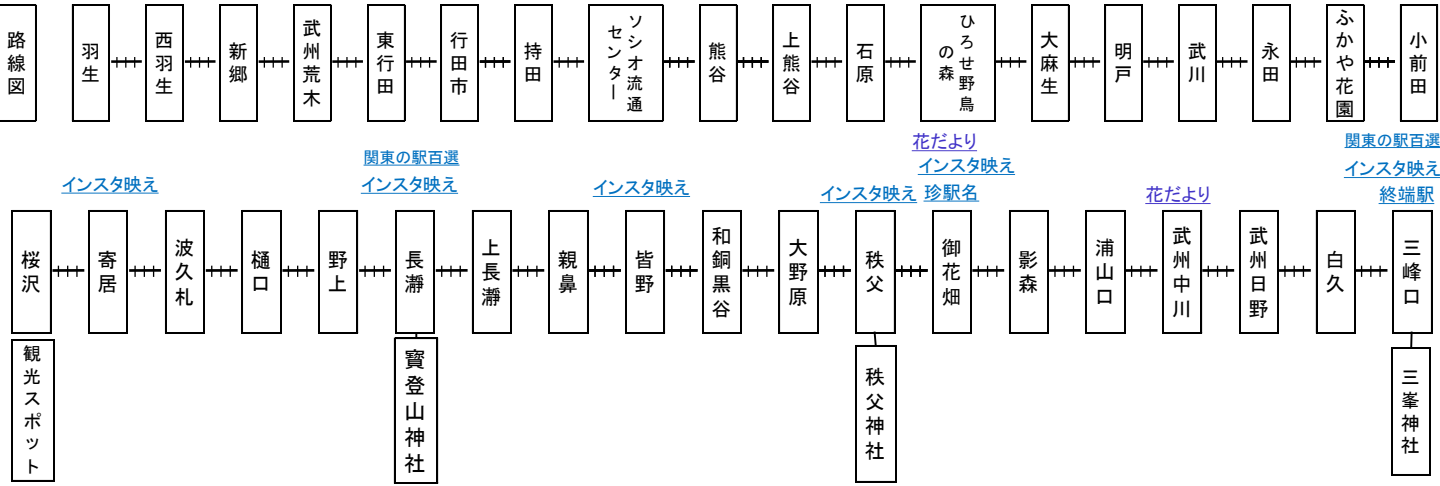 路線図
羽生
西羽生
新郷
武州荒木
東行田
行田市
持田
ソシオ流通
センター
熊谷
上熊谷
石原
ひろせ野鳥
の森
大麻生
明戸
武川
永田
ふかや花園
小前田
花だより
関東の駅百選
関東の駅百選
インスタ映え
インスタ映え
インスタ映え
インスタ映え
インスタ映え
インスタ映え
珍駅名
花だより
終端駅
桜沢
寄居
波久札
樋口
野上
長瀞
上長瀞
親鼻
皆野
和銅黒谷
大野原
秩父
御花畑
影森
浦山口
武州中川
武州日野
白久
三峰口
観光スポット
寳登山神社
秩父神社
三峯神社